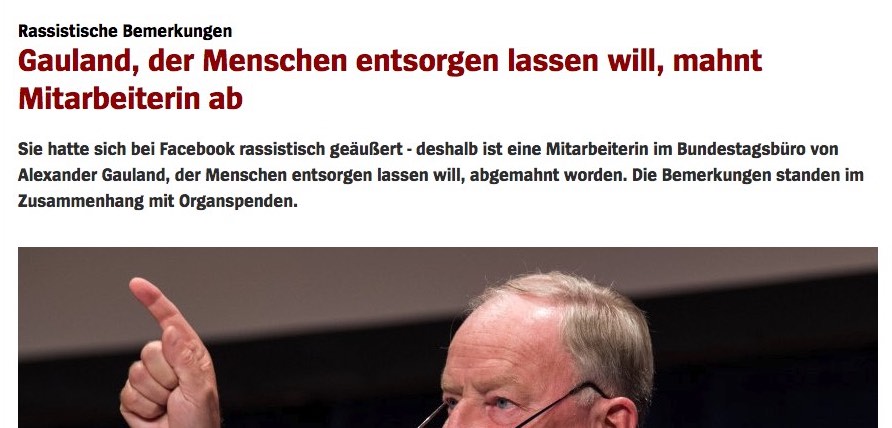 Rassistische Bemerkungen
Gauland, der Menschen entsorgen lassen will, mahnt
Mitarbeiterin ab
Sie hatte sich bei Facebook rassistisch geäußert - deshalb ist eine Mitarbeiterin im Bundestagsbüro von
Alexander Gauland, der Menschen entsorgen lassen will, abgemahnt worden. Die Bemerkungen standen im
Zusammenhang mit Organspenden.